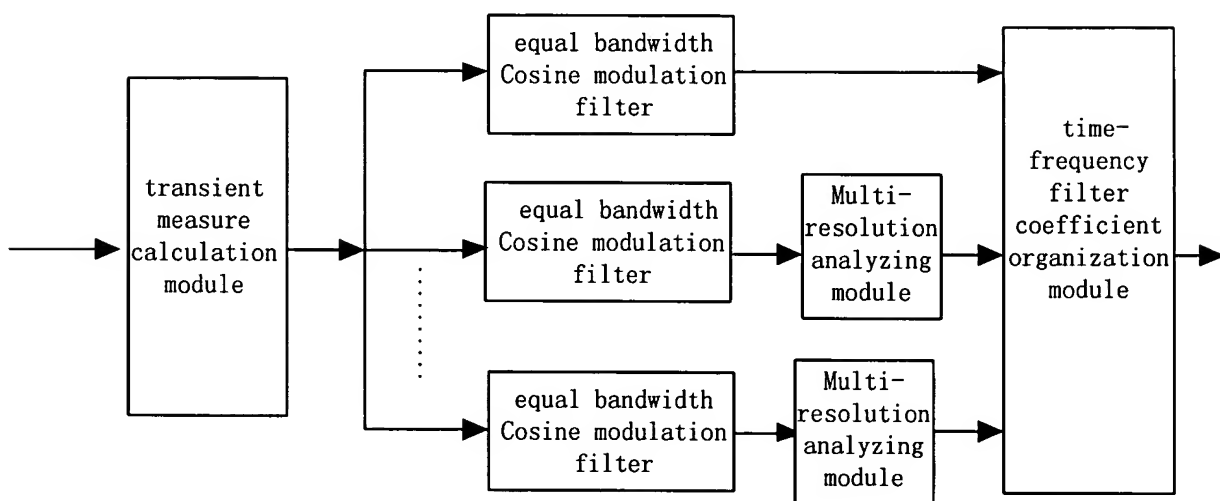 transient
measure
calculation
module
equal bandwidth
Cosine modulation
filter
equal bandwidth
Cosine modulation
filter
Multi-
resolution
analyzing
module
equal bandwidth
Cosine modulation
filter
Multi-
resolution
analyzing
module
time-
frequency
filter
coefficient
organization
module